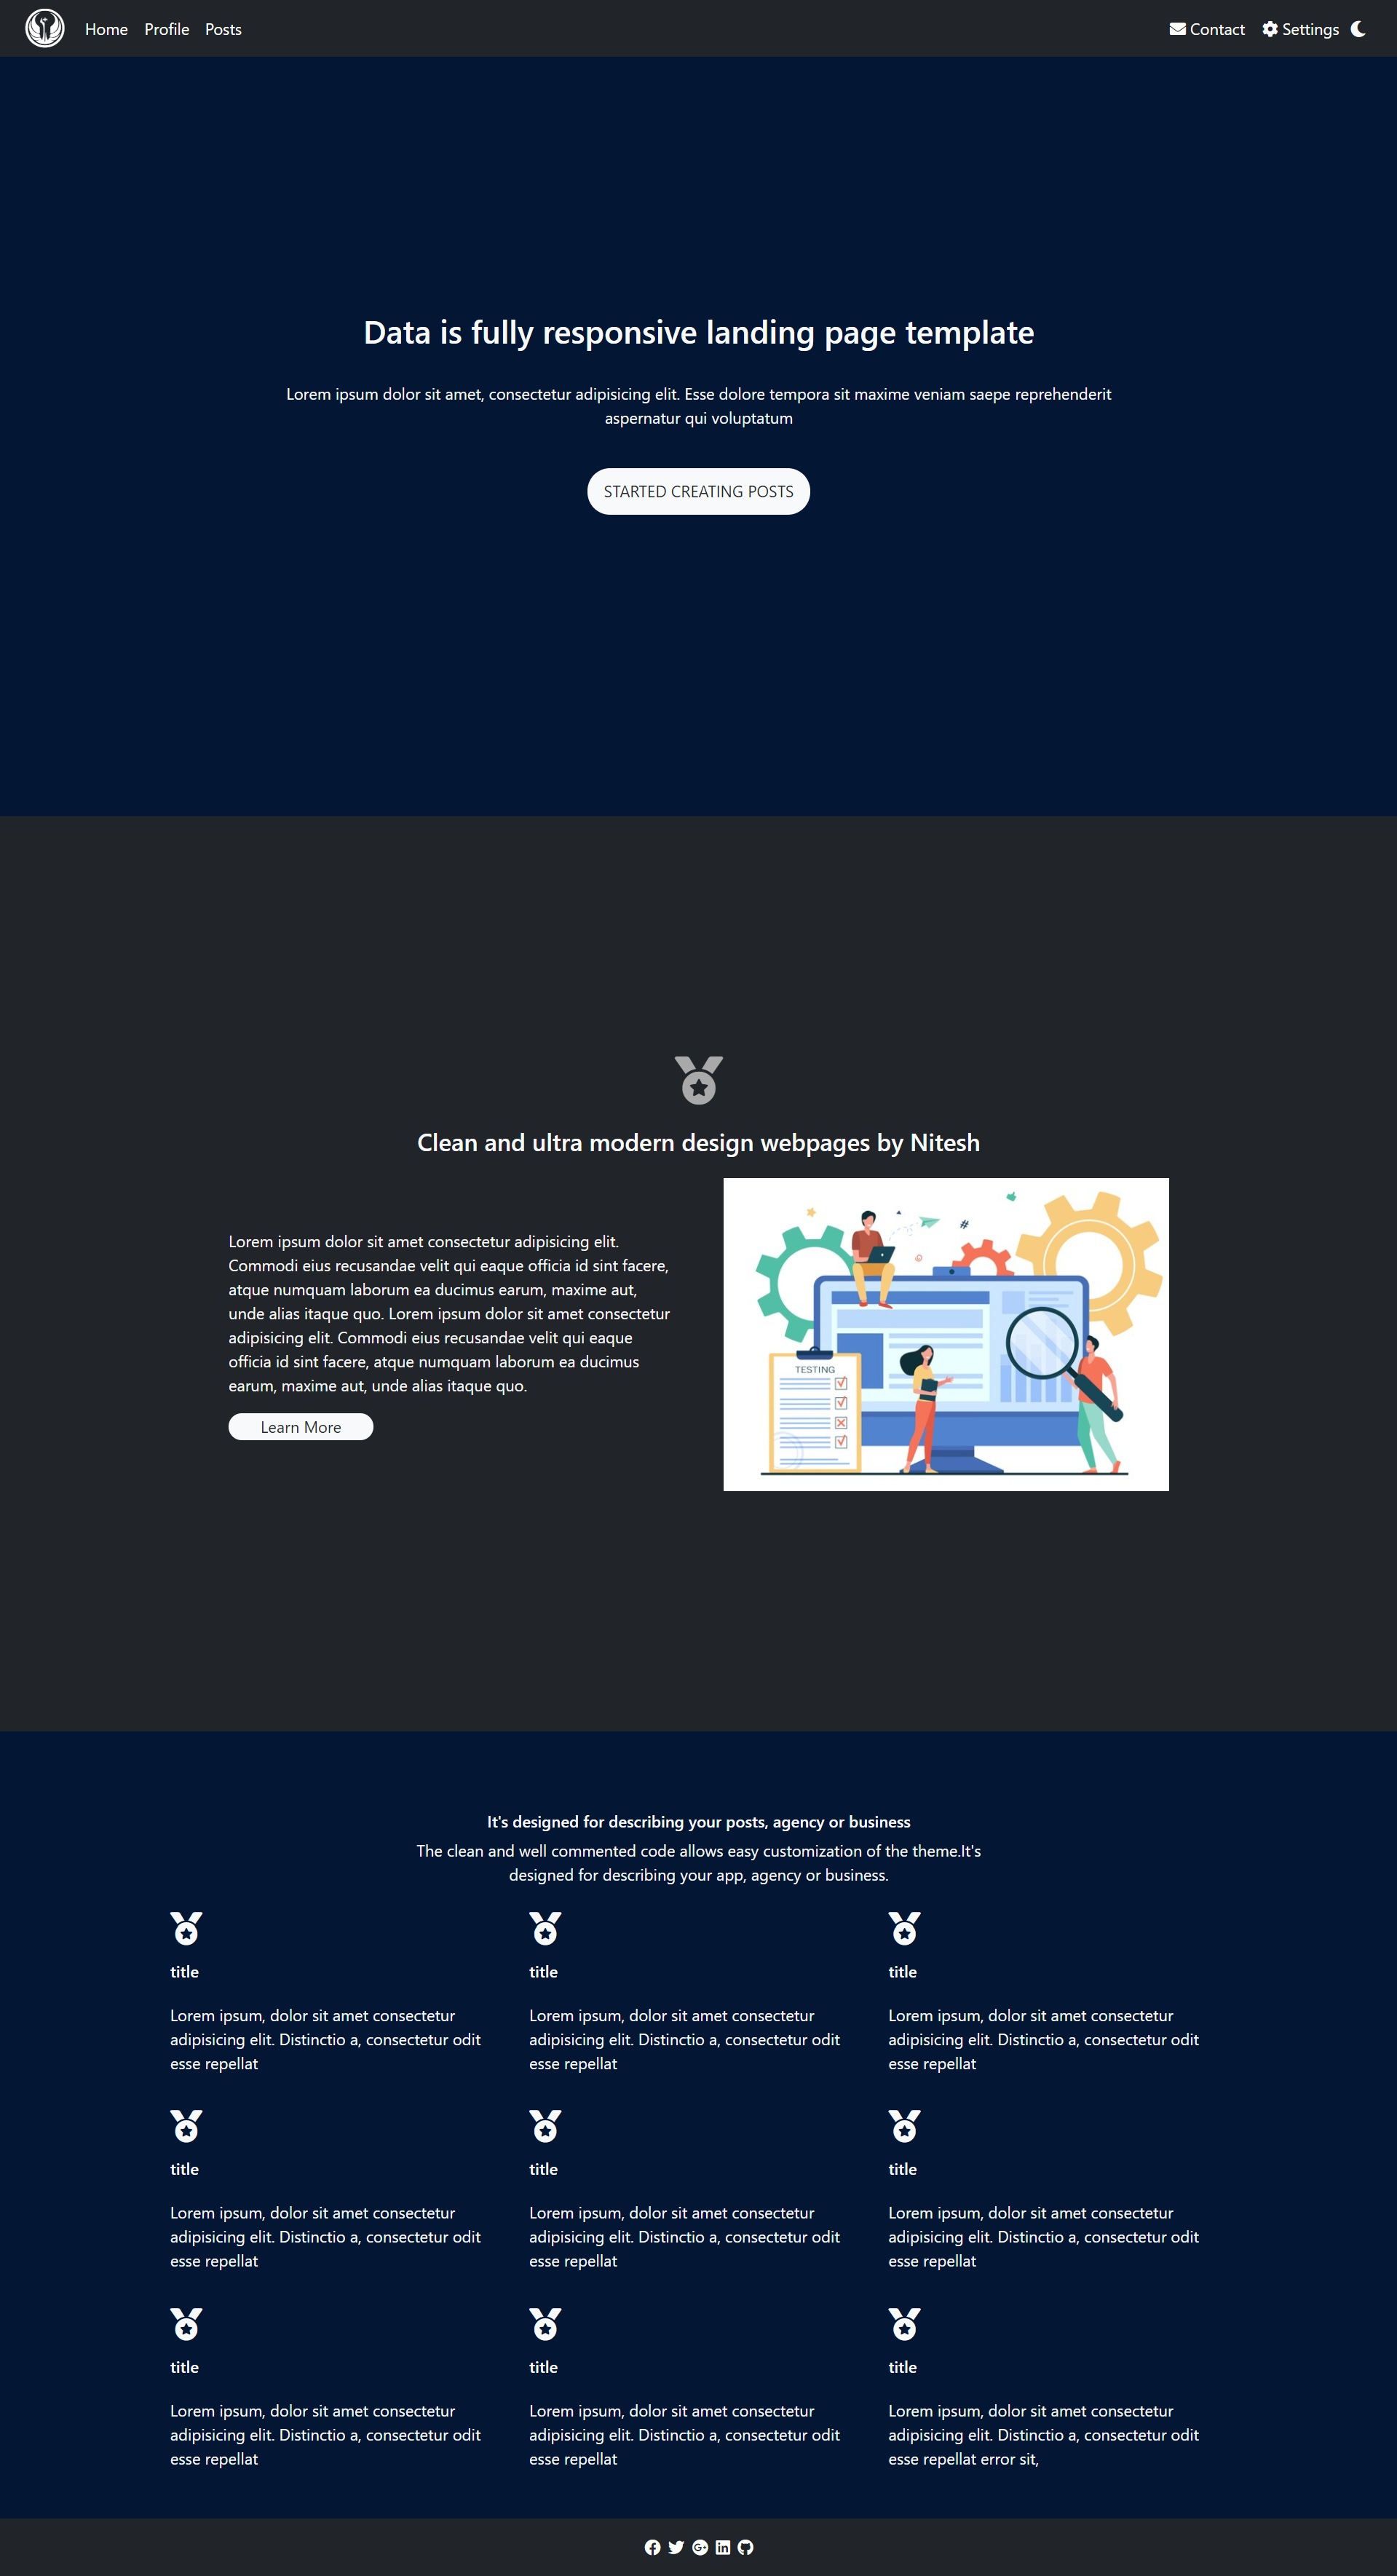 Home Profile Posts Contact Settings
Data is fully responsive landing page template
Lorem ipsum dolor sit amet, consectetur adipisicing elit. Esse dolore tempora sit maxime veniam saepe reprehenderit
aspernatur qui voluptatum
STARTED CREATING POSTS
Clean and ultra modern design webpages by Nitesh
Lorem ipsum dolor sit amet consectetur adipisicing elit.
Commodi eius recusandae velit qui eaque officia id sint facere,
atque numquam laborum ea ducimus earum, maxime aut,
unde alias itaque quo. Lorem ipsum dolor sit amet consectetur
adipisicing elit. Commodi eius recusandae velit qui eaque
officia id sint facere, atque numquam laborum ea ducimus
earum, maxime aut, unde alias itaque quo.
Learn More
#
TESTING
It's designed for describing your posts, agency or business
The clean and well commented code allows easy customization of the theme.It's
designed for describing your app, agency or business.
title
Lorem ipsum, dolor sit amet consectetur
adipisicing elit. Distinctio a, consectetur odit
esse repellat
title
Lorem ipsum, dolor sit amet consectetur
adipisicing elit. Distinctio a, consectetur odit
esse repellat
title
Lorem ipsum, dolor sit amet consectetur
adipisicing elit. Distinctio a, consectetur odit
esse repellat
title
Lorem ipsum, dolor sit amet consectetur
adipisicing elit. Distinctio a, consectetur odit
esse repellat
title
Lorem ipsum, dolor sit amet consectetur
adipisicing elit. Distinctio a, consectetur odit
esse repellat
title
Lorem ipsum, dolor sit amet consectetur
adipisicing elit. Distinctio a, consectetur odit
esse repellat
title
Lorem ipsum, dolor sit amet consectetur
adipisicing elit. Distinctio a, consectetur odit
esse repellat
title
Lorem ipsum, dolor sit amet consectetur
adipisicing elit. Distinctio a, consectetur odit
esse repellat
title
Lorem ipsum, dolor sit amet consectetur
adipisicing elit. Distinctio a, consectetur odit
esse repellat error sit,